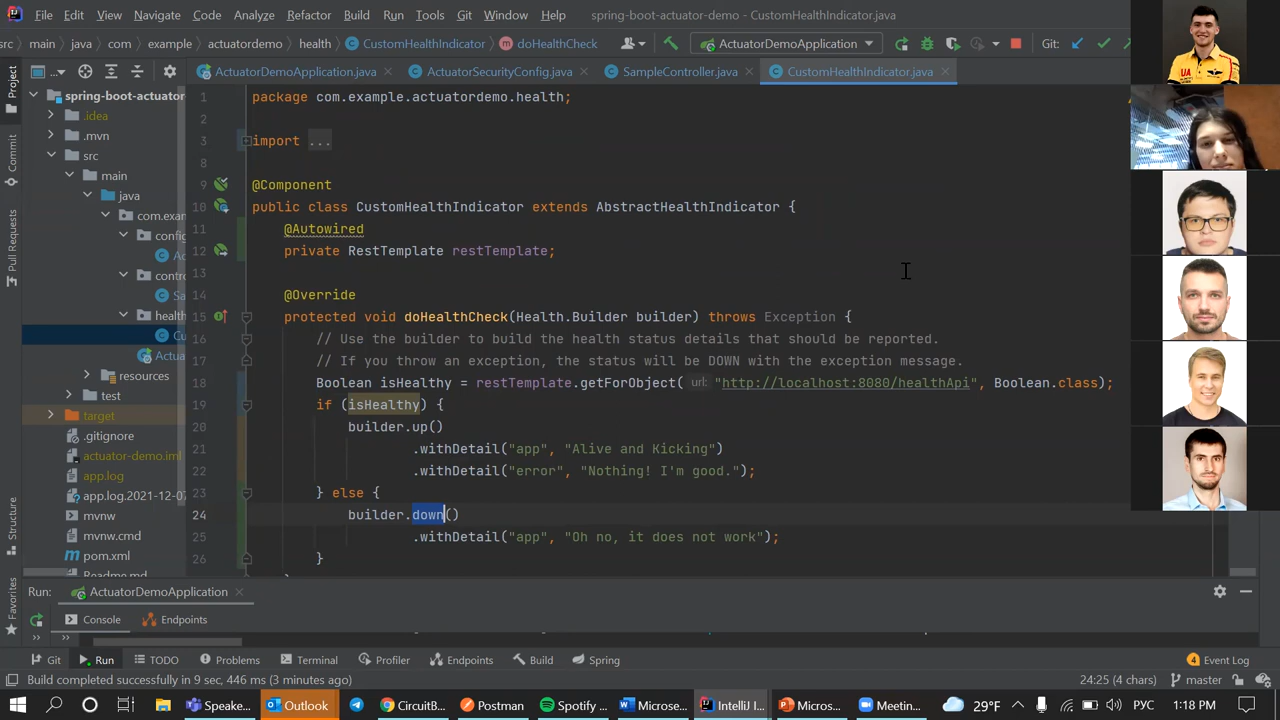 File Edit View Navigate Code Analyze Refactor Build Run Tools Git Window Help spring-boot-actuator-demo - CustomHealthIndicator.java
src main java com example actuatordemo health CustomHealthIndicator doHealthCheck ActuatorDemoApplication Git:
ActuatorDemoApplication.java ActuatorSecurityConfig.java SampleController.java CustomHealthIndicator.java
Project
Commit
Pull Requests
Structure
Favorites
spring-boot-actuator
.idea
.mvn
src
main
java
com.exa
config
A
contro
Sa
health
Cu
Actua
resources
test
target
.gitignore
actuator-demo.iml
app.log
app.log.2021-12-07
mvnw
mvnw.cmd
pom.xml
Readme.md
1 package com.example.actuatordemo.health;
2
3 import ...
8
9 @Component
10 public class CustomHealthIndicator extends AbstractHealthIndicator {
11 @Autowired
12 private RestTemplate restTemplate;
13
14 @Override
15 protected void doHealthCheck(Health.Builder builder) throws Exception {
16 // Use the builder to build the health status details that should be reported.
17 // If you throw an exception, the status will be DOWN with the exception message.
18 Boolean isHealthy = restTemplate.getForObject( url: "http://localhost:8080/healthApi", Boolean.class);
19 if (isHealthy) {
20 builder.up()
21 .withDetail("app", "Alive and Kicking")
22 .withDetail("error", "Nothing! I'm good.");
23 } else {
24 builder.down()
25 .withDetail("app", "Oh no, it does not work");
26 }
UA
Run: ActuatorDemoApplication
Console Endpoints
Git Run TODO Problems Terminal Profiler Endpoints Build Spring 4 Event Log
Build completed successfully in 9 sec, 446 ms (3 minutes ago) 24:25 (4 chars) master
Speake... Outlook CircuitB... Postman Spotify ... Microse... IntelliJ I... Micros... Meetin... 29°F РУС 1:18 PM